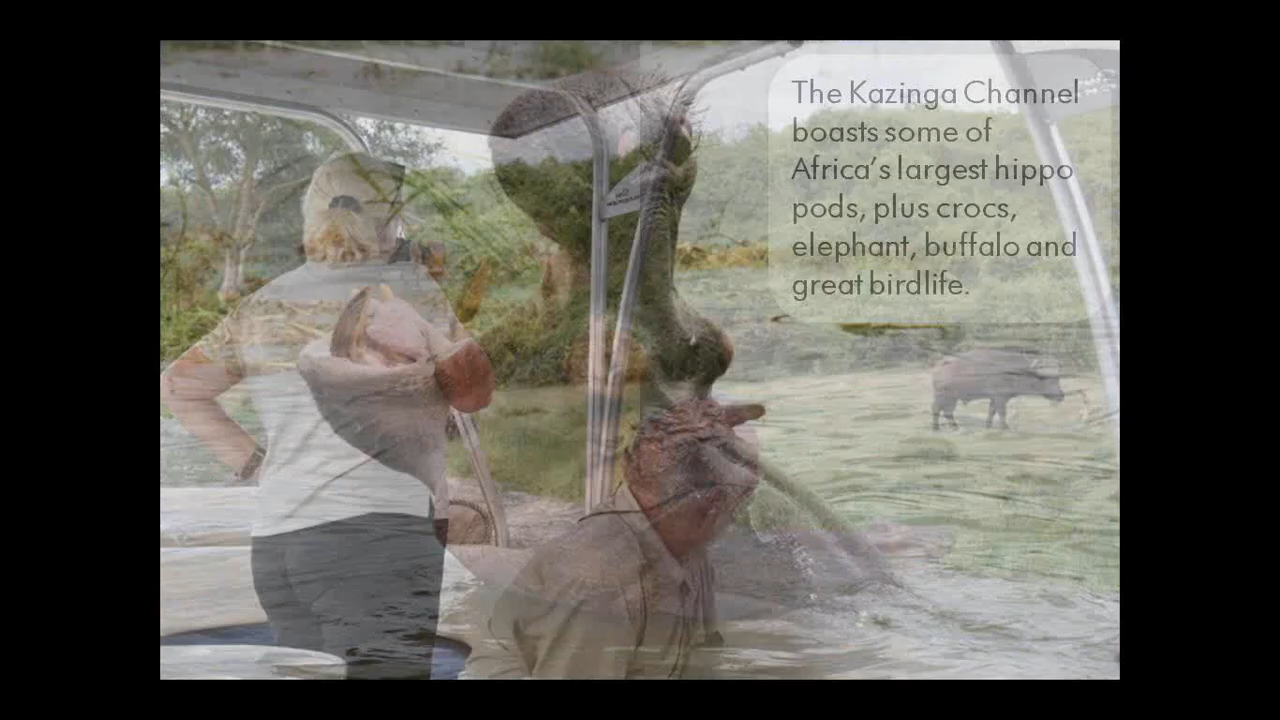 The Kazinga Channel
boasts some of
Africa's largest hippo
pods, plus crocs,
elephant, buffalo and
great birdlife.